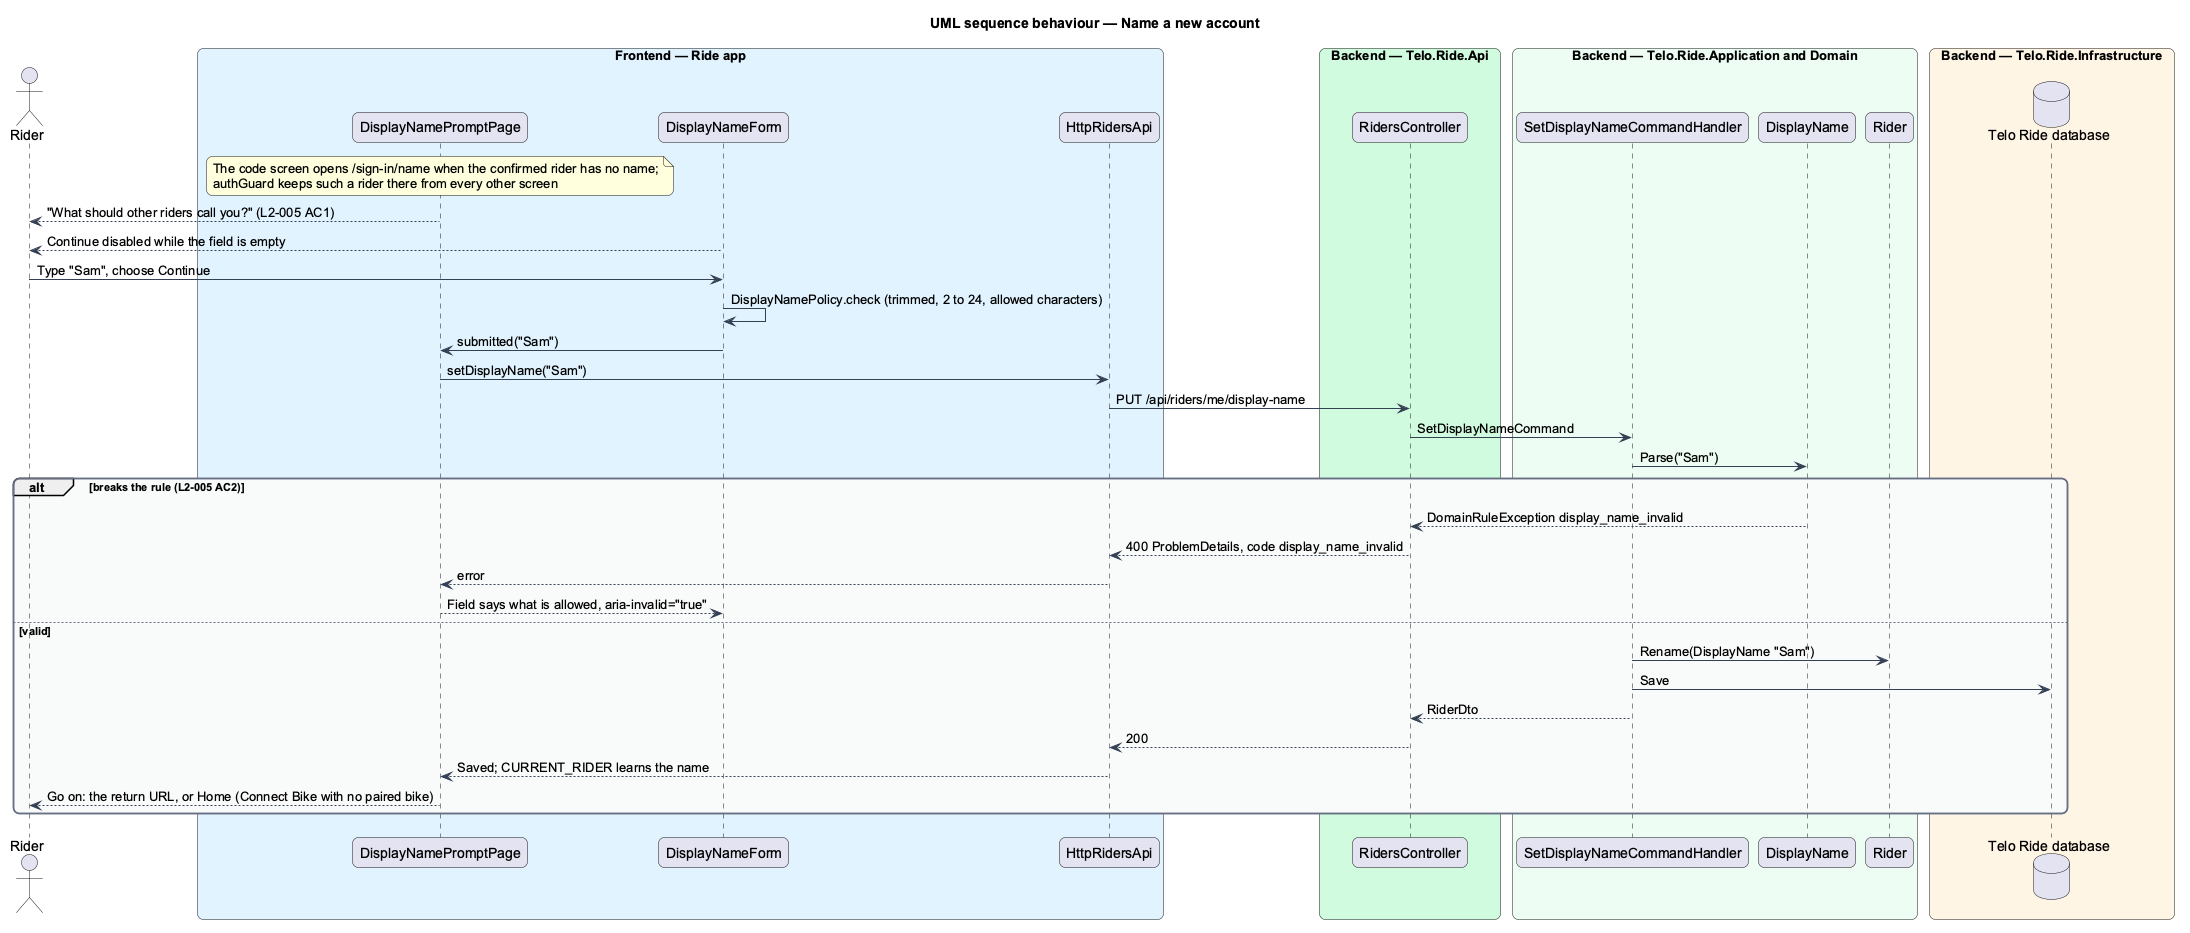 UML sequence behaviour — Name a new account
Frontend — Ride app
Backend — Telo.Ride.Api
Backend — Telo.Ride.Application and Domain
Backend — Telo.Ride.Infrastructure
Rider
DisplayNamePromptPage
DisplayNameForm
HttpRidersApi
RidersController
SetDisplayNameCommandHandler
DisplayName
Rider
Telo Ride database
The code screen opens /sign-in/name when the confirmed rider has no name;
authGuard keeps such a rider there from every other screen
"What should other riders call you?" (L2-005 AC1)
Continue disabled while the field is empty
Type "Sam", choose Continue
DisplayNamePolicy.check (trimmed, 2 to 24, allowed characters)
submitted("Sam")
setDisplayName("Sam")
PUT /api/riders/me/display-name
SetDisplayNameCommand
Parse("Sam")
alt
[breaks the rule (L2-005 AC2)]
DomainRuleException display_name_invalid
400 ProblemDetails, code display_name_invalid
error
Field says what is allowed, aria-invalid="true"
[valid]
Rename(DisplayName "Sam")
Save
RiderDto
200
Saved; CURRENT_RIDER learns the name
Go on: the return URL, or Home (Connect Bike with no paired bike)
Rider
DisplayNamePromptPage
DisplayNameForm
HttpRidersApi
RidersController
SetDisplayNameCommandHandler
DisplayName
Rider
Telo Ride database